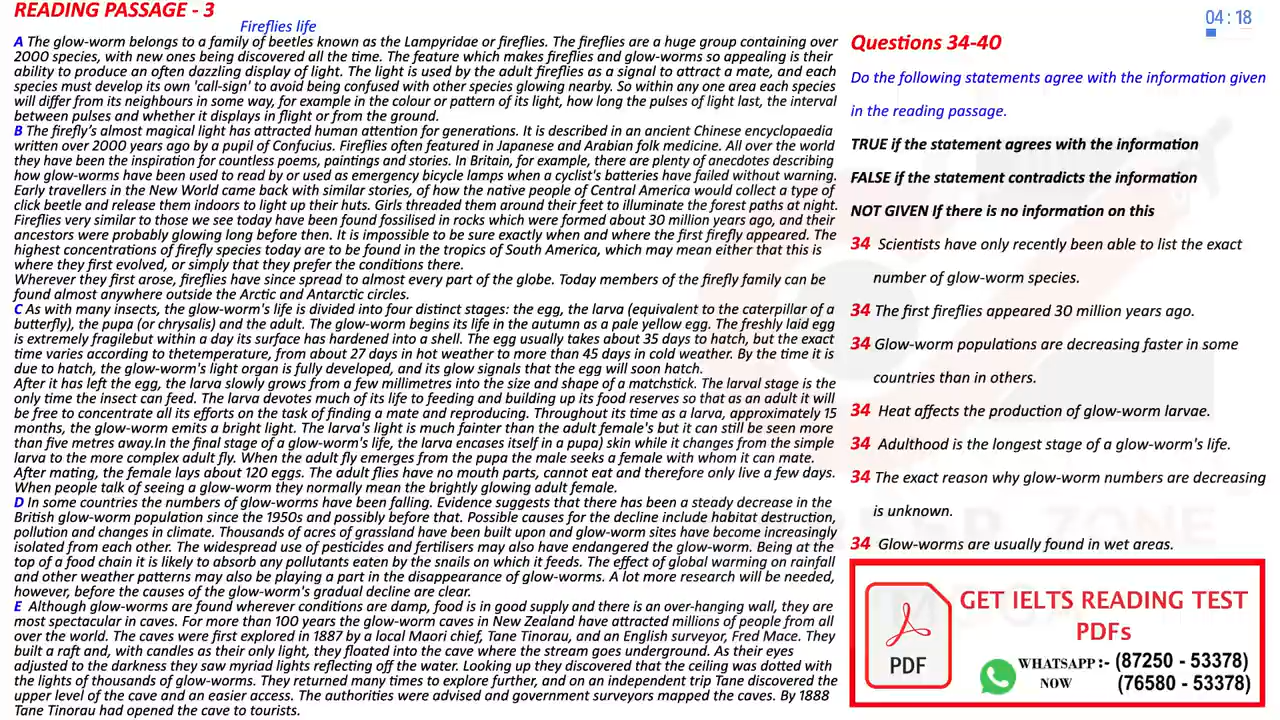 READING PASSAGE - 3
Fireflies life
A The glow-worm belongs to a family of beetles known as the Lampyridae or fireflies. The fireflies are a huge group containing over
2000 species, with new ones being discovered all the time. The feature which makes fireflies and glow-worms so appealing is their
ability to produce an often dazzling display of light. The light is used by the adult fireflies as a signal to attract a mate, and each
species must develop its own 'call-sign' to avoid being confused with other species glowing nearby. So within any one area each species
will differ from its neighbours in some way, for example in the colour or pattern of its light, how long the pulses of light last, the interval
between pulses and whether it displays in flight or from the ground.
B The firefly's almost magical light has attracted human attention for generations. It is described in an ancient Chinese encyclopaedia
written over 2000 years ago by a pupil of Confucius. Fireflies often featured in Japanese and Arabian folk medicine. All over the world
they have been the inspiration for countless poems, paintings and stories. In Britain, for example, there are plenty of anecdotes describing
how glow-worms have been used to read by or used as emergency bicycle lamps when a cyclist's batteries have failed without warning.
Early travellers in the New World came back with similar stories, of how the native people of Central America would collect a type of
click beetle and release them indoors to light up their huts. Girls threaded them around their feet to illuminate the forest paths at night.
Fireflies very similar to those we see today have been found fossilised in rocks which were formed about 30 million years ago, and their
ancestors were probably glowing long before then. It is impossible to be sure exactly when and where the first firefly appeared. The
highest concentrations of firefly species today are to be found in the tropics of South America, which may mean either that this is
where they first evolved, or simply that they prefer the conditions there.
Wherever they first arose, fireflies have since spread to almost every part of the globe. Today members of the firefly family can be
found almost anywhere outside the Arctic and Antarctic circles.
C As with many insects, the glow-worm's life is divided into four distinct stages: the egg, the larva (equivalent to the caterpillar of a
butterfly), the pupa (or chrysalis) and the adult. The glow-worm begins its life in the autumn as a pale yellow egg. The freshly laid egg
is extremely fragilebut within a day its surface has hardened into a shell. The egg usually takes about 35 days to hatch, but the exact
time varies according to thetemperature, from about 27 days in hot weather to more than 45 days in cold weather. By the time it is
due to hatch, the glow-worm's light organ is fully developed, and its glow signals that the egg will soon hatch.
After it has left the egg, the larva slowly grows from a few millimetres into the size and shape of a matchstick. The larval stage is the
only time the insect can feed. The larva devotes much of its life to feeding and building up its food reserves so that as an adult it will
be free to concentrate all its efforts on the task of finding a mate and reproducing. Throughout its time as a larva, approximately 15
months, the glow-worm emits a bright light. The larva's light is much fainter than the adult female's but it can still be seen more
than five metres away.In the final stage of a glow-worm's life, the larva encases itself in a pupa) skin while it changes from the simple
larva to the more complex adult fly. When the adult fly emerges from the pupa the male seeks a female with whom it can mate.
After mating, the female lays about 120 eggs. The adult flies have no mouth parts, cannot eat and therefore only live a few days.
When people talk of seeing a glow-worm they normally mean the brightly glowing adult female.
D In some countries the numbers of glow-worms have been falling. Evidence suggests that there has been a steady decrease in the
British glow-worm population since the 1950s and possibly before that. Possible causes for the decline include habitat destruction,
pollution and changes in climate. Thousands of acres of grassland have been built upon and glow-worm sites have become increasingly
isolated from each other. The widespread use of pesticides and fertilisers may also have endangered the glow-worm. Being at the
top of a food chain it is likely to absorb any pollutants eaten by the snails on which it feeds. The effect of global warming on rainfall
and other weather patterns may also be playing a part in the disappearance of glow-worms. A lot more research will be needed,
however, before the causes of the glow-worm's gradual decline are clear.
E Although glow-worms are found wherever conditions are damp, food is in good supply and there is an over-hanging wall, they are
most spectacular in caves. For more than 100 years the glow-worm caves in New Zealand have attracted millions of people from all
over the world. The caves were first explored in 1887 by a local Maori chief, Tane Tinorau, and an English surveyor, Fred Mace. They
built a raft and, with candles as their only light, they floated into the cave where the stream goes underground. As their eyes
adjusted to the darkness they saw myriad lights reflecting off the water. Looking up they discovered that the ceiling was dotted with
the lights of thousands of glow-worms. They returned many times to explore further, and on an independent trip Tane discovered the
upper level of the cave and an easier access. The authorities were advised and government surveyors mapped the caves. By 1888
Tane Tinorau had opened the cave to tourists.
04 : 18
Questions 34-40
Do the following statements agree with the information given
in the reading passage.
TRUE if the statement agrees with the information
FALSE if the statement contradicts the information
NOT GIVEN If there is no information on this
34 Scientists have only recently been able to list the exact
number of glow-worm species.
34 The first fireflies appeared 30 million years ago.
34 Glow-worm populations are decreasing faster in some
countries than in others.
34 Heat affects the production of glow-worm larvae.
34 Adulthood is the longest stage of a glow-worm's life.
34 The exact reason why glow-worm numbers are decreasing
is unknown.
34 Glow-worms are usually found in wet areas.
PDF
GET IELTS READING TEST
PDFs
WHATSAPP :- (87250 - 53378)
NOW (76580 - 53378)